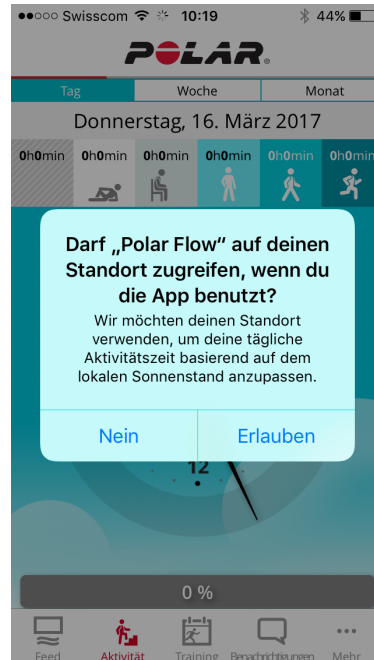 Swisscom 10:19 44%
POLAR®
Tag Woche Monat
Donnerstag, 16. März 2017
0h0min 0h0min 0h0min 0h0min 0h0min 0h0min
Darf „Polar Flow“ auf deinen
Standort zugreifen, wenn du
die App benutzt?
Wir möchten deinen Standort
verwenden, um deine tägliche
Aktivitätszeit basierend auf dem
lokalen Sonnenstand anzupassen.
Nein Erlauben
12
0 %
Feed Aktivität Training Benachrichtigungen Mehr